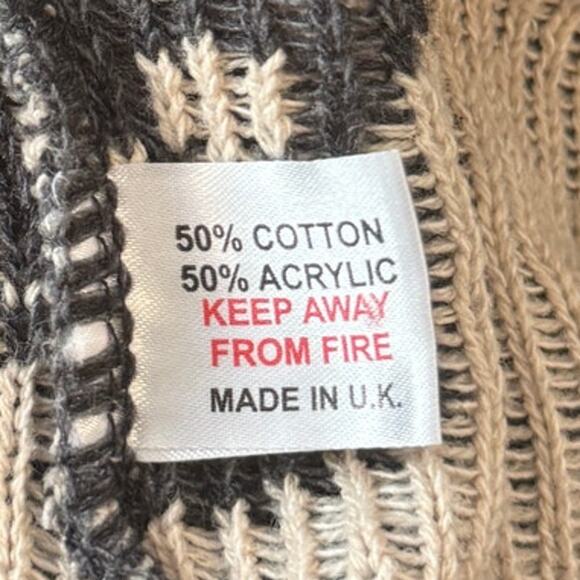 50% COTTON
50% ACRYLIC
KEEP AWAY
FROM FIRE
MADE IN U.K.